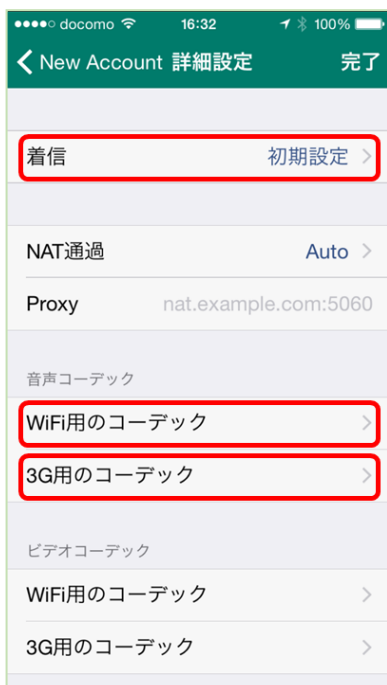 docomo 16:32 100%
New Account 詳細設定 完了
着信 初期設定
NAT通過 Auto
Proxy nat.example.com:5060
音声コーデック
WiFi用のコーデック
3G用のコーデック
ビデオコーデック
WiFi用のコーデック
3G用のコーデック